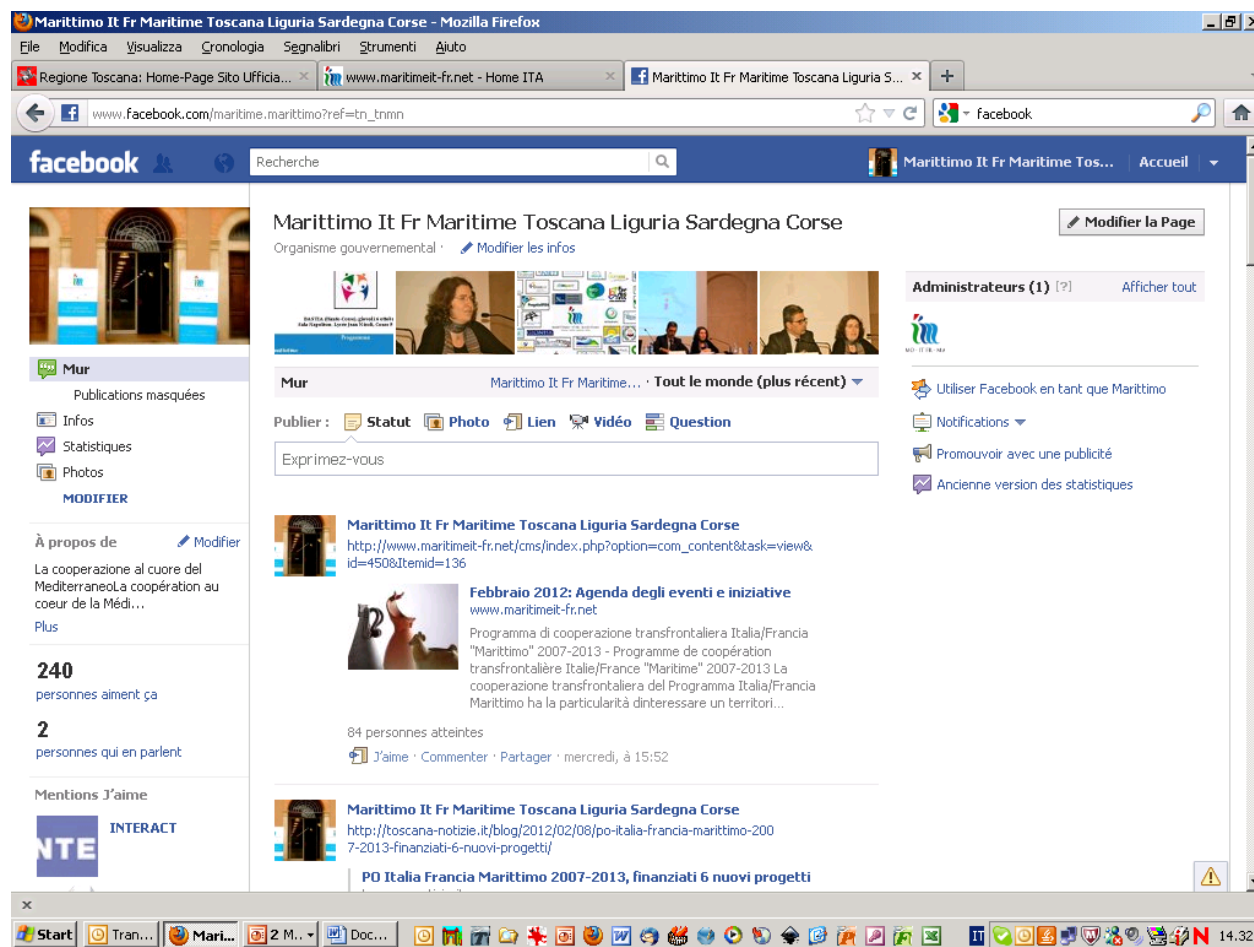 Marittimo It Fr Maritime Toscana Liguria Sardegna Corse - Mozilla Firefox
File Modifica Visualizza Cronologia Segnalibri Strumenti Aiuto
Regione Toscana: Home-Page Sito Ufficia... www.maritimeit-fr.net - Home ITA Marittimo It Fr Maritime Toscana Liguria S...
www.facebook.com/maritime.marittimo?ref=tn_tnmn facebook
facebook Recherche Marittimo It Fr Maritime Tos... Accueil
Marittimo It Fr Maritime Toscana Liguria Sardegna Corse
Modifier la Page
Organisme gouvernemental · Modifier les infos
Administrateurs (1) [?] Afficher tout
Programme
Mur
Publications masquées
Infos
Statistiques
Photos
MODIFIER
Mur Marittimo It Fr Maritime... · Tout le monde (plus récent)
Publier : Statut Photo Lien Vidéo Question
Exprimez-vous
Utiliser Facebook en tant que Marittimo
Notifications
Promouvoir avec une publicité
Ancienne version des statistiques
À propos de Modifier
La cooperazione al cuore del
MediterraneoLa coopération au
coeur de la Médi...
Plus
240
personnes aiment ça
2
personnes qui en parlent
Mentions J'aime
INTERACT
NTE
Marittimo It Fr Maritime Toscana Liguria Sardegna Corse
http://www.maritimeit-fr.net/cms/index.php?option=com_content&task=view&
id=450&Itemid=136
Febbraio 2012: Agenda degli eventi e iniziative
www.maritimeit-fr.net
Programma di cooperazione transfrontaliera Italia/Francia
"Marittimo" 2007-2013 - Programme de coopération
transfrontalière Italie/France "Maritime" 2007-2013 La
cooperazione transfrontaliera del Programma Italia/Francia
Marittimo ha la particolarità dinteressare un territori...
84 personnes atteintes
J'aime · Commenter · Partager · mercredi, à 15:52
Marittimo It Fr Maritime Toscana Liguria Sardegna Corse
http://toscana-notizie.it/blog/2012/02/08/po-italia-francia-marittimo-200
7-2013-finanziati-6-nuovi-progetti/
PO Italia Francia Marittimo 2007-2013, finanziati 6 nuovi progetti
Start Tran... Mari... 2 M... Doc... IT 14.32